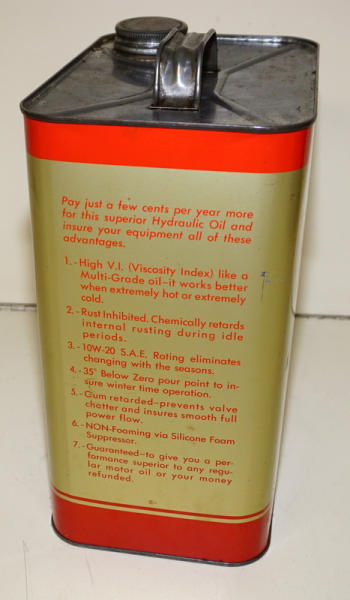 Pay just a few cents per year more
for this superior Hydraulic Oil and
insure your equipment all of these
advantages.
1.-High V.I. (Viscosity Index) like a
Multi-Grade oil-it works better
when extremely hot or extremely
cold.
2.-Rust Inhibited. Chemically retards
internal rusting during idle
periods.
3.-10W-20 S.A.E. Rating eliminates
changing with the seasons.
4.-35° Below Zero pour point to in-
sure winter time operation.
5.-Gum retarded-prevents valve
chatter and insures smooth full
power flow.
6.-NON-Foaming via Silicone Foam
Suppressor.
7.-Guaranteed-to give you a per-
formance superior to any regu-
lar motor oil or your money
refunded.